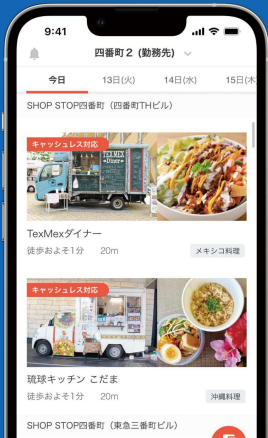 9:41
四番町２ (勤務先)
今日 13日(火) 14日(水) 15日(木
SHOP STOP四番町（四番町THビル）
キャッシュレス対応
TEXMEX
Diner
TexMexダイナー
徒歩およそ1分 20m
メキシコ料理
キャッシュレス対応
琉球キッチン こだま
徒歩およそ1分 20m
沖縄料理
SHOP STOP四番町（東急三番町ビル）